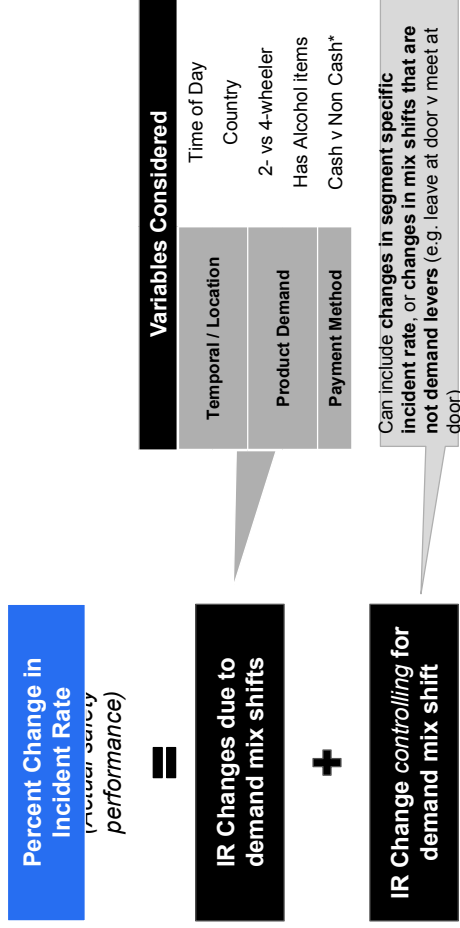 Percent Change in
Incident Rate
(Actual safety
performance)
=
IR Changes due to
demand mix shifts
+
IR Change controlling for
demand mix shift
Variables Considered
Temporal / Location
Time of Day
Country
Product Demand
2- vs 4-wheeler
Has Alcohol items
Payment Method
Cash v Non Cash*
Can include changes in segment specific
incident rate, or changes in mix shifts that are
not demand levers (e.g. leave at door v meet at
door)